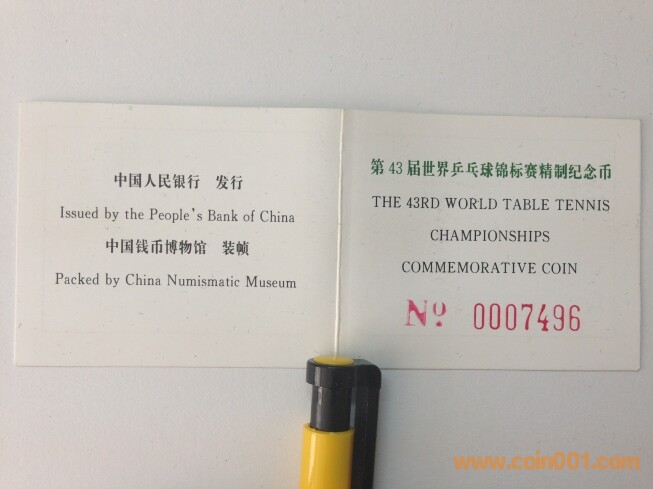 中国人民银行 发行
Issued by the People's Bank of China
中国钱币博物馆 装帧
Packed by China Numismatic Museum
第43届世界乒乓球锦标赛精制纪念币
THE 43RD WORLD TABLE TENNIS
CHAMPIONSHIPS
COMMEMORATIVE COIN
Nº 0007496
www.coin001.com